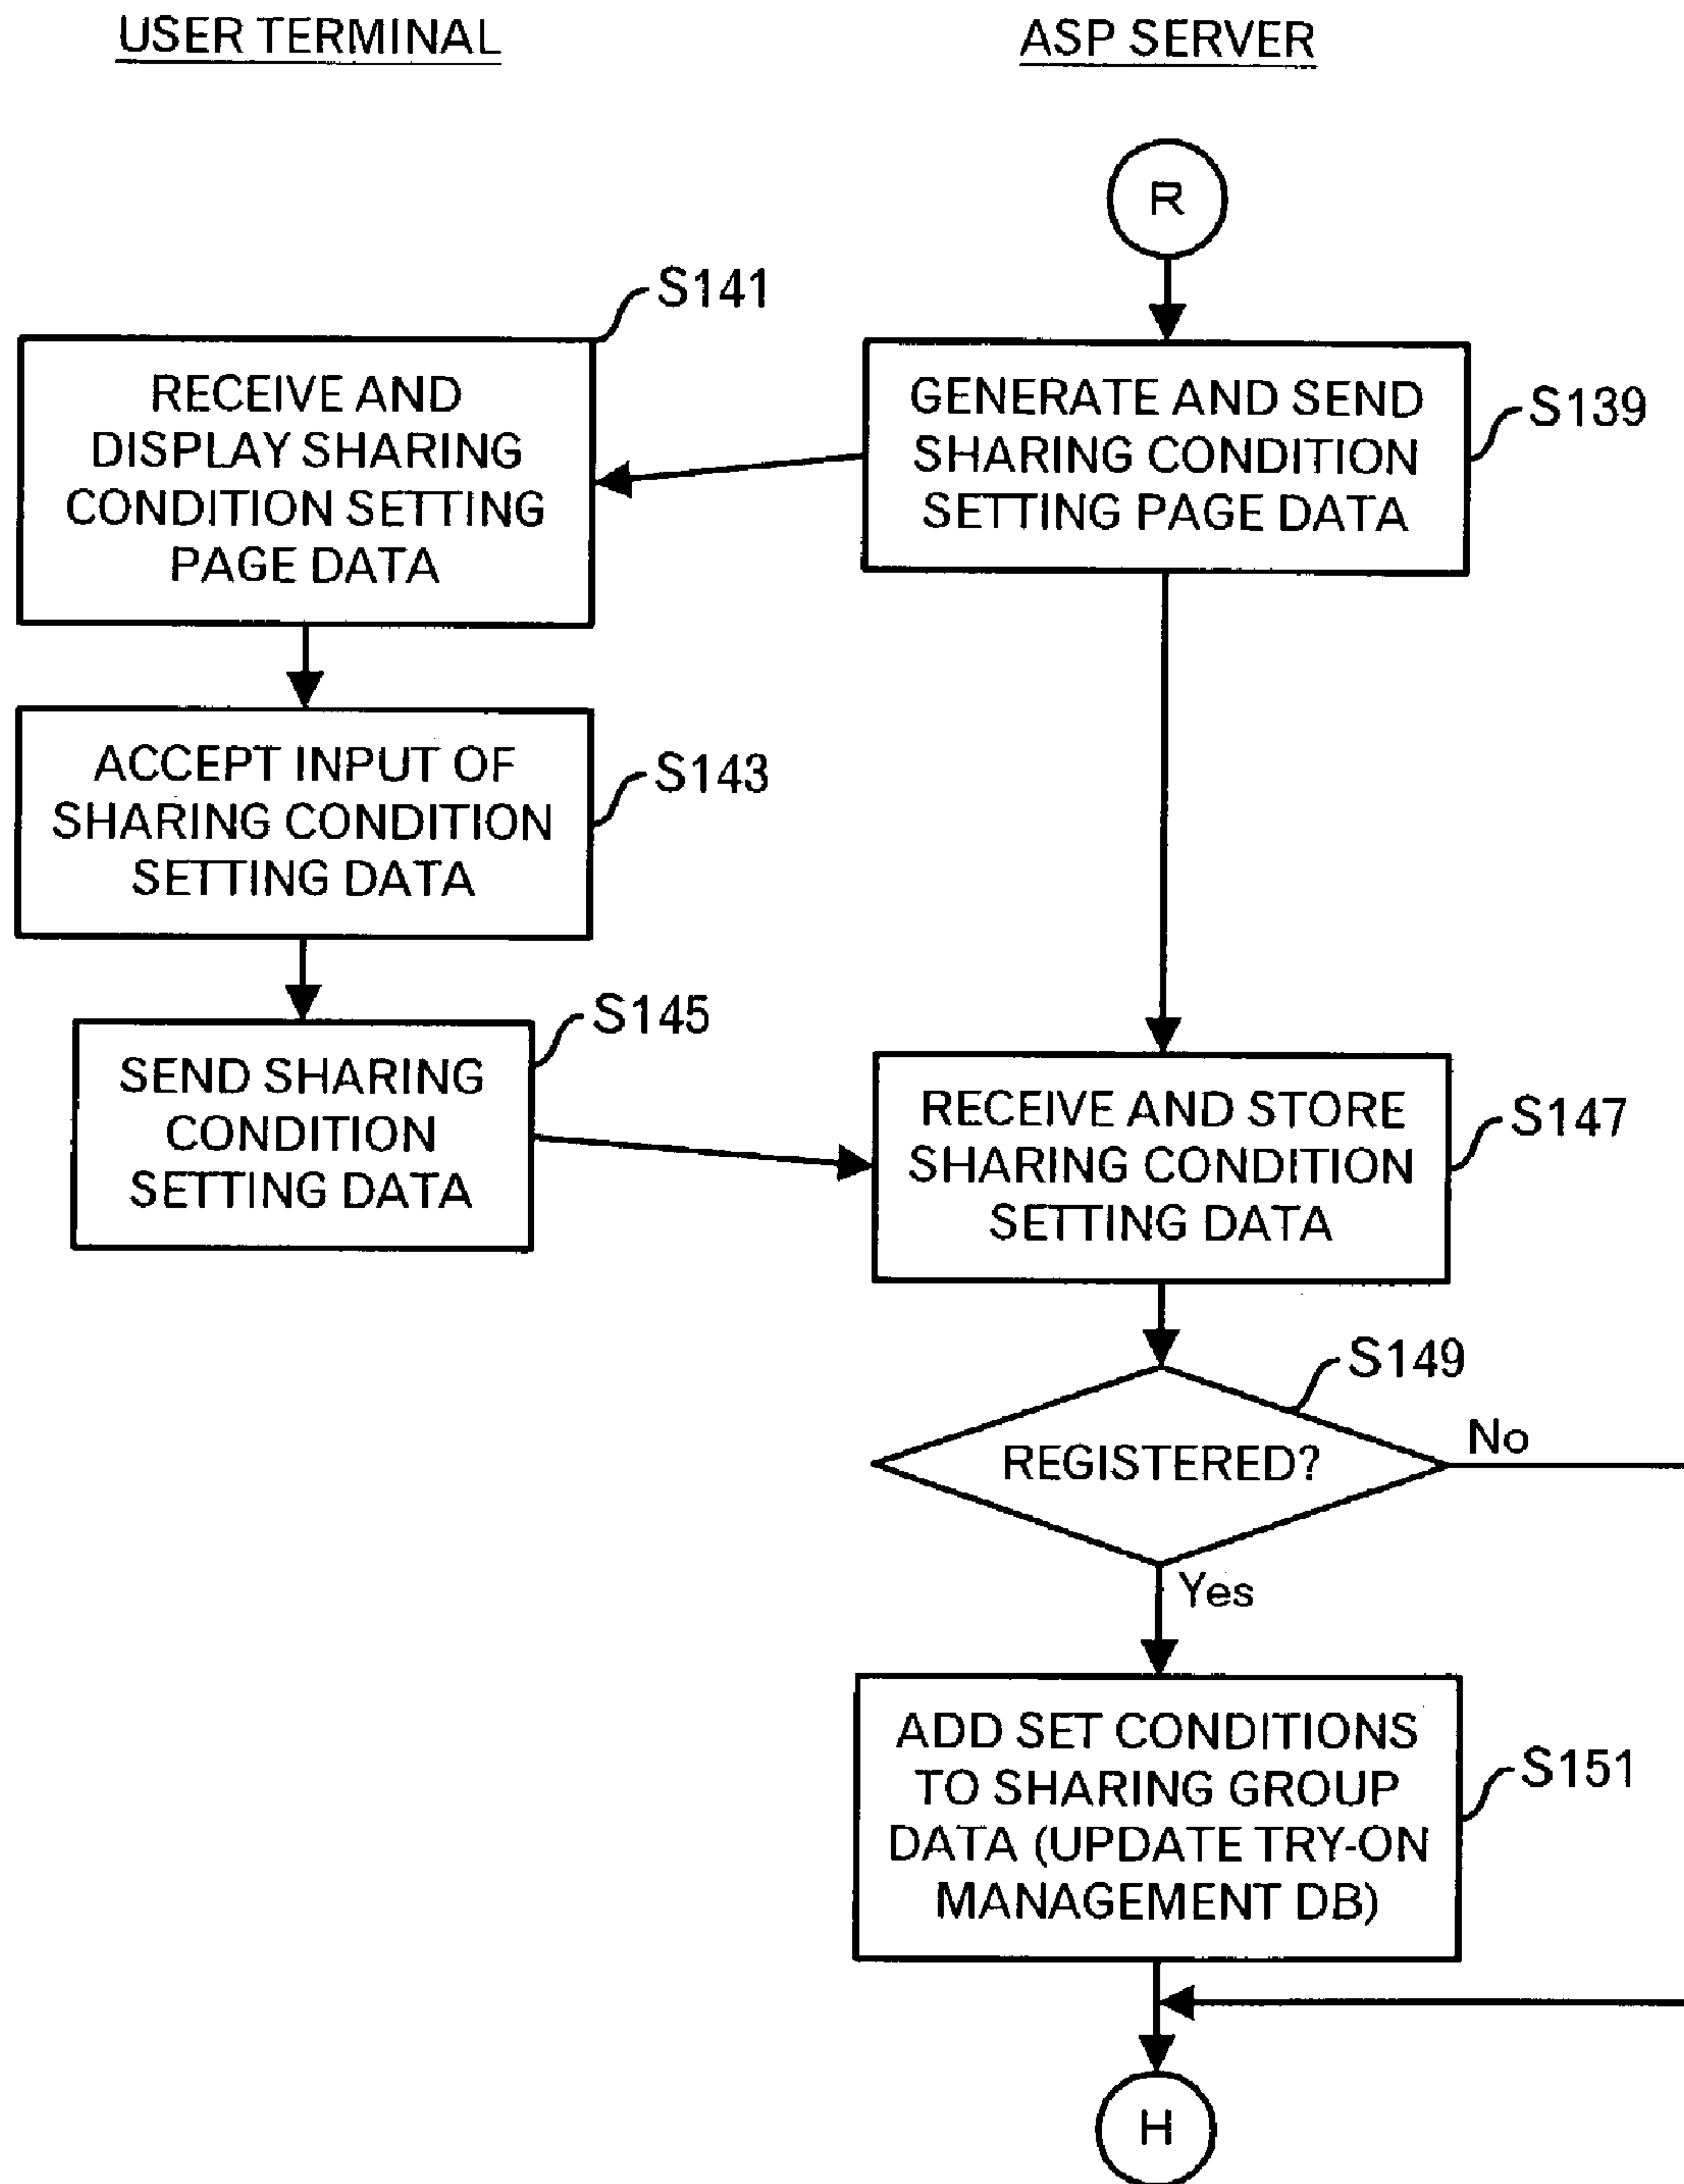 USER TERMINAL
ASP SERVER
R
S141
RECEIVE AND
DISPLAY SHARING
CONDITION SETTING
PAGE DATA
GENERATE AND SEND
SHARING CONDITION
SETTING PAGE DATA
S139
ACCEPT INPUT OF
SHARING CONDITION
SETTING DATA
S143
S145
SEND SHARING
CONDITION
SETTING DATA
RECEIVE AND STORE
SHARING CONDITION
SETTING DATA
S147
S149
REGISTERED?
No
Yes
ADD SET CONDITIONS
TO SHARING GROUP
DATA (UPDATE TRY-ON
MANAGEMENT DB)
S151
H